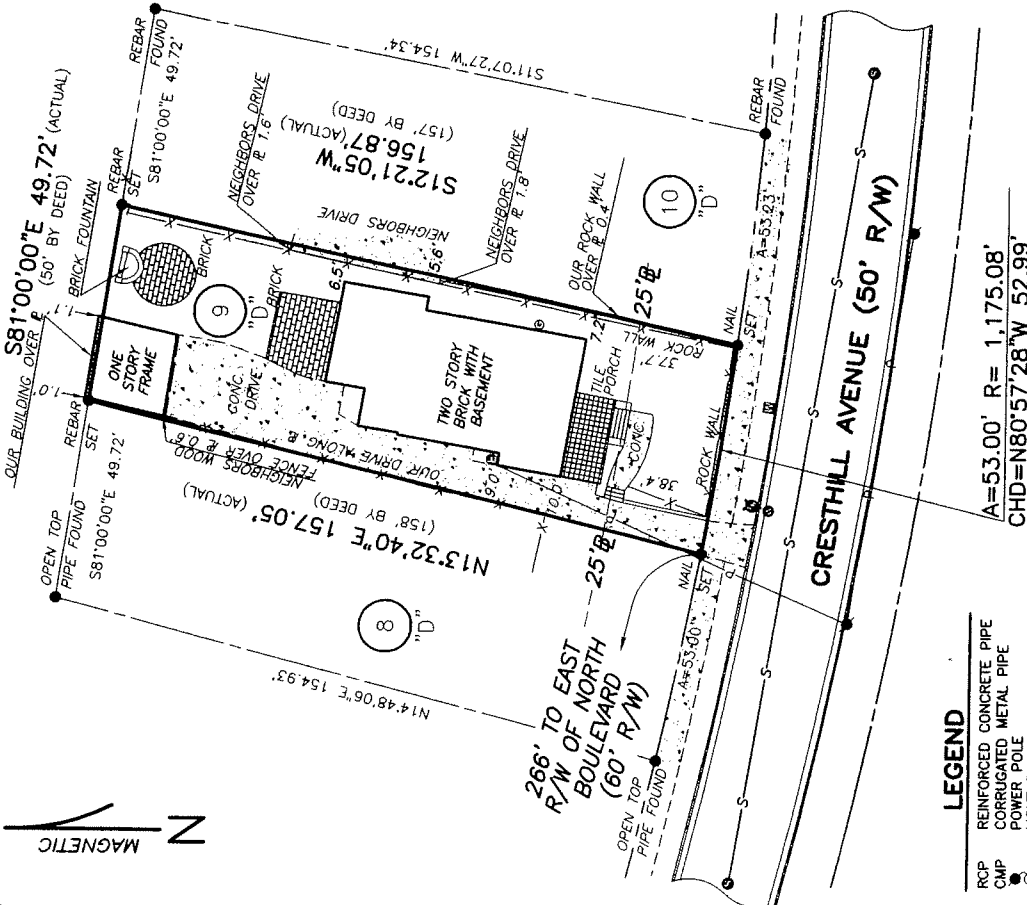 OUR BUILDING OVER ⅊
S81°00'00"E 49.72' (ACTUAL)
(50' BY DEED)
BRICK FOUNTAIN
1.0'
1.1'
REBAR
SET
REBAR
SET
REBAR
FOUND
S81°00'00"E 49.72'
S81°00'00"E 49.72'
OPEN TOP
PIPE FOUND
S81°00'00"E 49.72'
NEIGHBORS DRIVE
OVER ⅊ 1.6'
S12°21'05"W
156.87' (ACTUAL)
(157' BY DEED)
S11°07'27"W 154.34'
NEIGHBORS DRIVE
NEIGHBORS DRIVE
OVER ⅊ 1.8'
OUR ROCK WALL
OVER ⅊ 0.4'
ONE
STORY
FRAME
BRICK
BRICK
9
"D"
6.5'
5.6'
CONC.
DRIVE
TWO STORY
BRICK WITH
BASEMENT
OUR DRIVE ALONG ⅊
NEIGHBORS WOOD
FENCE OVER ⅊ 0.6'
N13°32'40"E 157.05' (ACTUAL)
(158' BY DEED)
9.0'
10.0'
7.2'
TILE
PORCH
CONC.
38.4'
37.7'
ROCK WALL
ROCK WALL
25' BL
25' BL
10
"D"
8
"D"
N14°48'06"E 154.93'
NAIL
SET
NAIL
SET
REBAR
FOUND
A=53.23'
A=53.00'
266' TO EAST
R/W OF NORTH
BOULEVARD
(60' R/W)
OPEN TOP
PIPE FOUND
CRESTHILL AVENUE (50' R/W)
S
S
S
S
S
S
S
A=53.00' R= 1,175.08'
CHD=N80°57'28"W 52.99'
MAGNETIC
N
LEGEND
RCP REINFORCED CONCRETE PIPE
CMP CORRUGATED METAL PIPE
POWER POLE